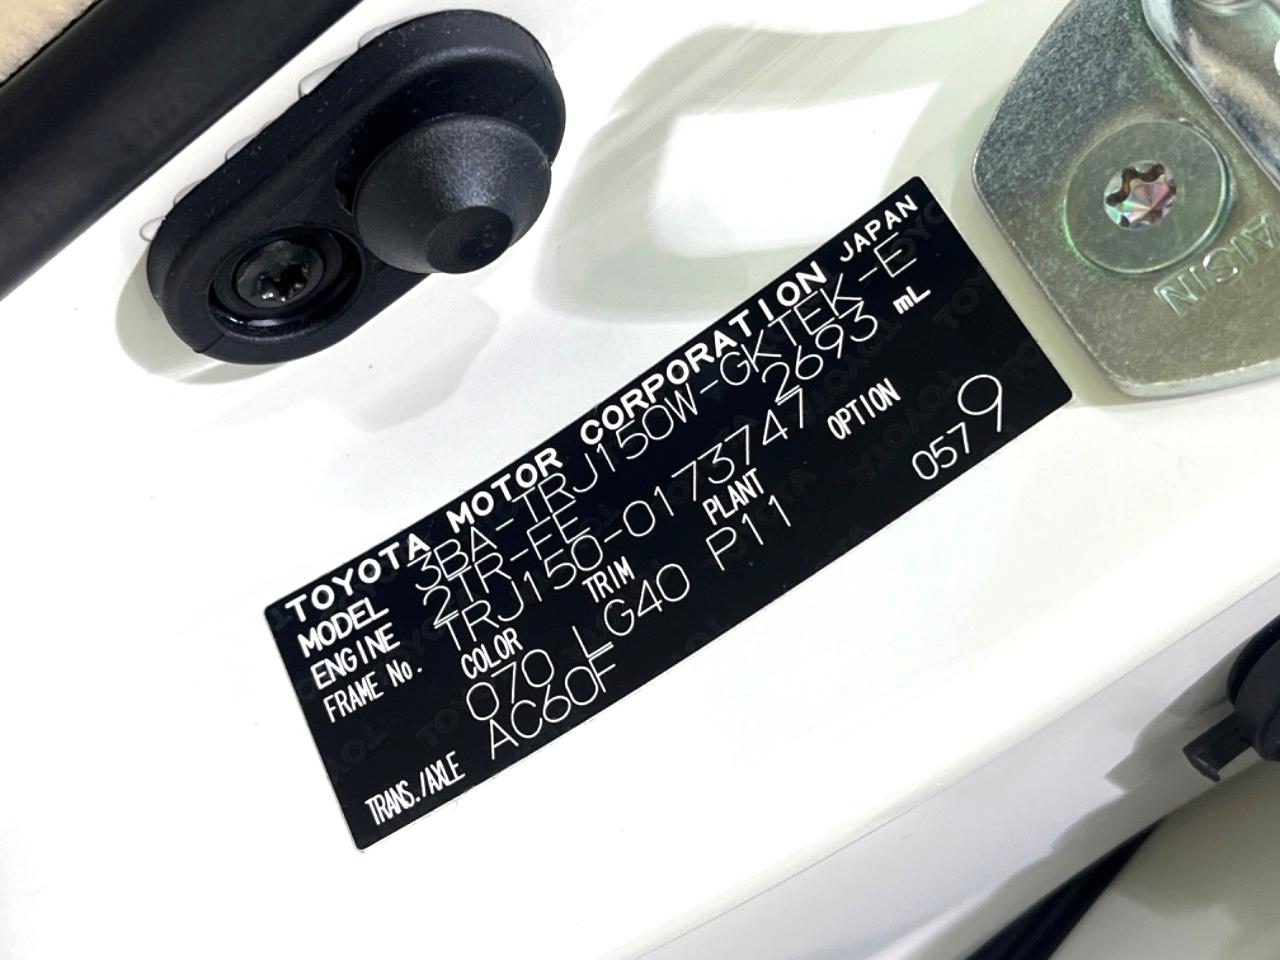 TOYOTA MOTOR CORPORATION JAPAN
MODEL 3BA-TRJ150W-GKTEK-E
ENGINE 2TR-FE 2693 mL
FRAME No. TRJ150-0173747
COLOR TRIM PLANT OPTION
070 LG40 P11 0579
TRANS./AXLE AC60F
AISIN